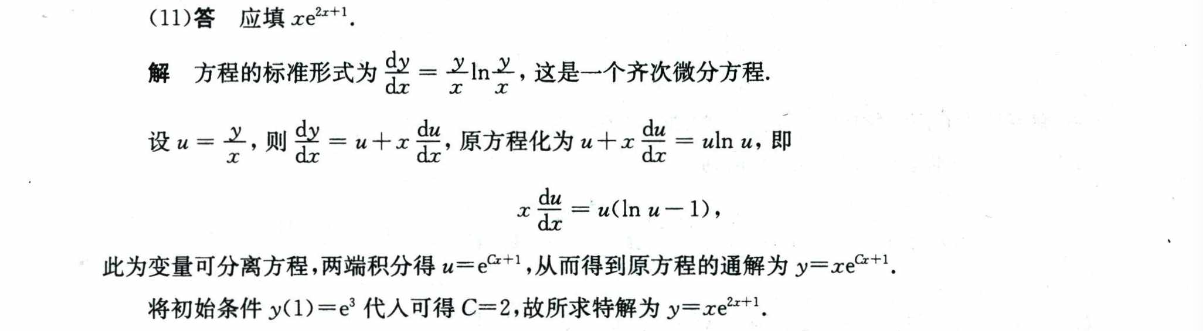 (11)答 应填 $xe^{2x+1}$.
解 方程的标准形式为 $\frac{dy}{dx}=\frac{y}{x}\ln\frac{y}{x}$,这是一个齐次微分方程.
设 $u=\frac{y}{x}$,则 $\frac{dy}{dx}=u+x\frac{du}{dx}$,原方程化为 $u+x\frac{du}{dx}=u\ln u$,即
$x\frac{du}{dx}=u(\ln u-1)$,
此为变量可分离方程,两端积分得 $u=e^{Cx+1}$,从而得到原方程的通解为 $y=xe^{Cx+1}$.
将初始条件 $y(1)=e^3$ 代入可得 $C=2$,故所求特解为 $y=xe^{2x+1}$.